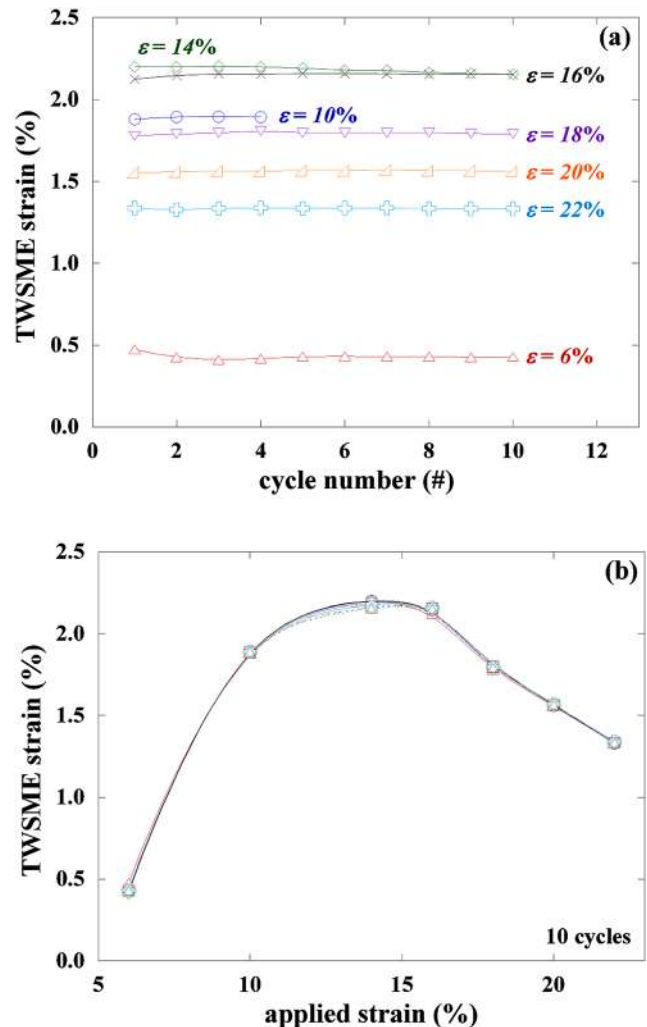 2.5
(a)
ε = 14%
2.0
ε = 16%
ε = 10%
ε = 18%
1.5
ε = 20%
ε = 22%
1.0
0.5
ε = 6%
0.0
TWSME strain (%)
0 2 4 6 8 10 12
cycle number (#)
2.5
(b)
2.0
1.5
1.0
0.5
10 cycles
0.0
TWSME strain (%)
5 10 15 20
applied strain (%)